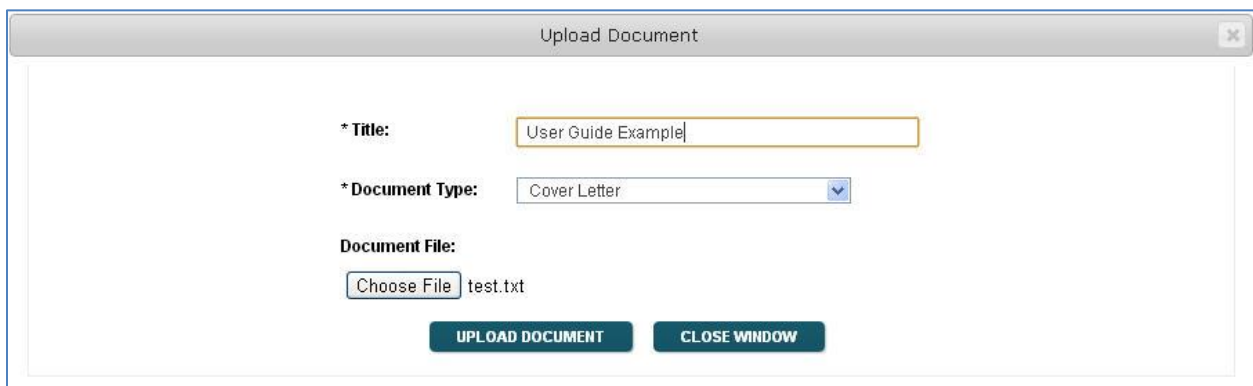 Upload Document
* Title: User Guide Example
* Document Type: Cover Letter
Document File:
Choose File test.txt
UPLOAD DOCUMENT CLOSE WINDOW